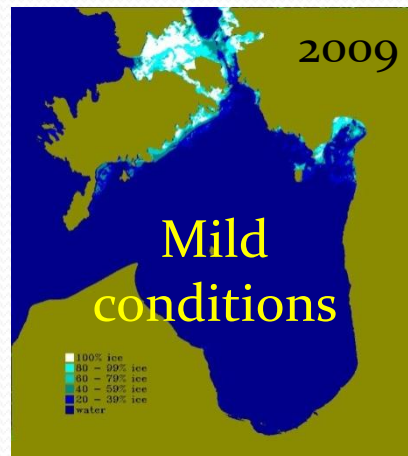 2009
Mild
conditions
100% ice
80 - 99% ice
60 - 79% ice
40 - 59% ice
20 - 39% ice
water